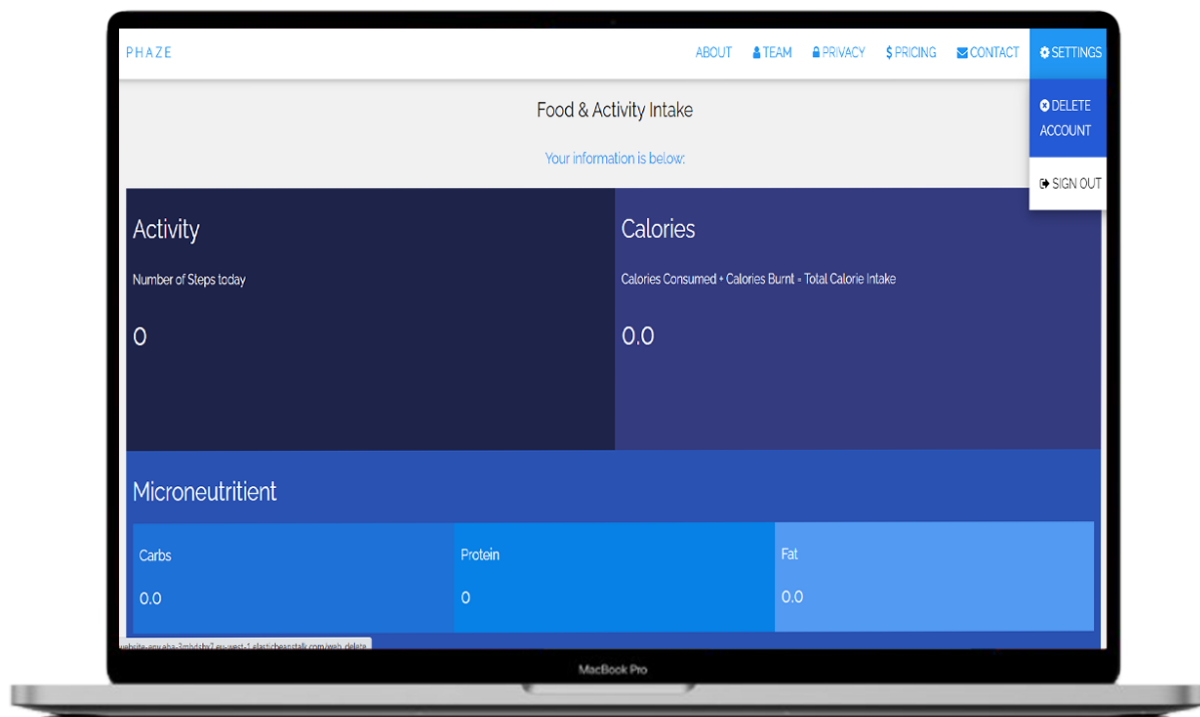 PHAZE
ABOUT TEAM PRIVACY $ PRICING CONTACT SETTINGS
DELETE
ACCOUNT
SIGN OUT
Food & Activity Intake
Your information is below:
Activity
Number of Steps today
0
Calories
Calories Consumed + Calories Burnt = Total Calorie Intake
0.0
Microneutritient
Carbs
0.0
Protein
0
Fat
0.0
MacBook Pro